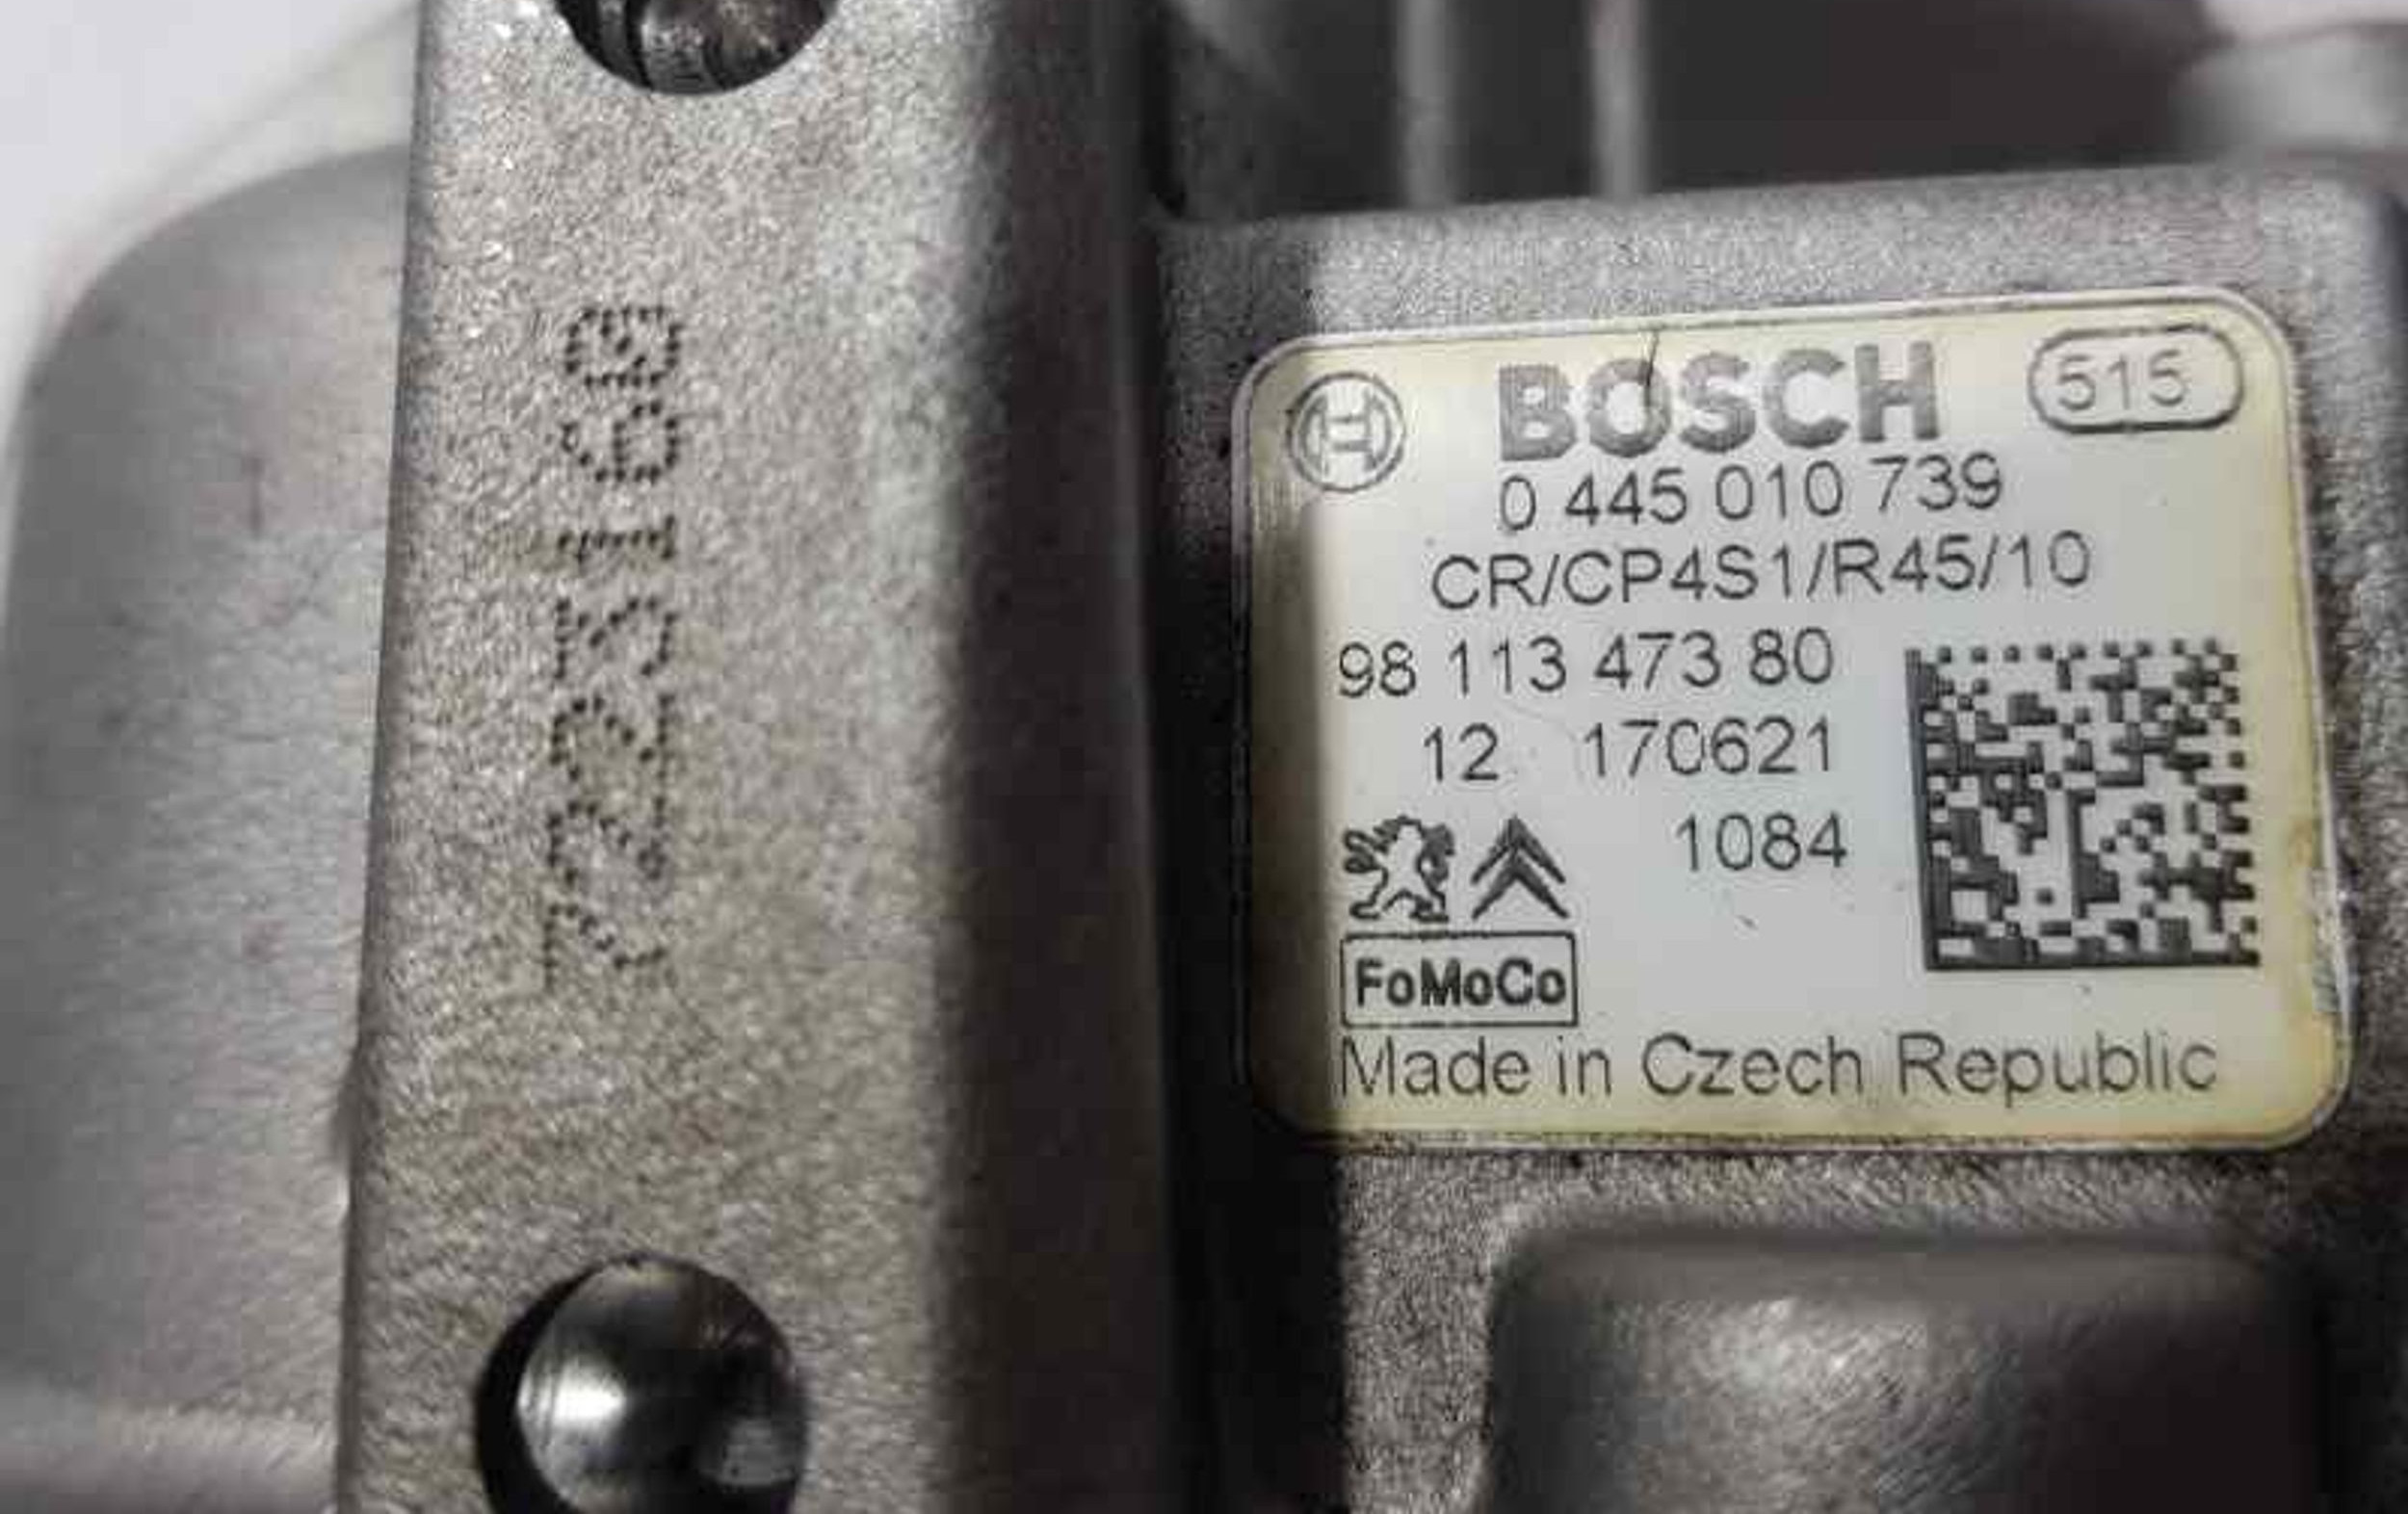 BOSCH 515
0 445 010 739
CR/CP4S1/R45/10
98 113 473 80
12 170621
1084
FoMoCo
Made in Czech Republic